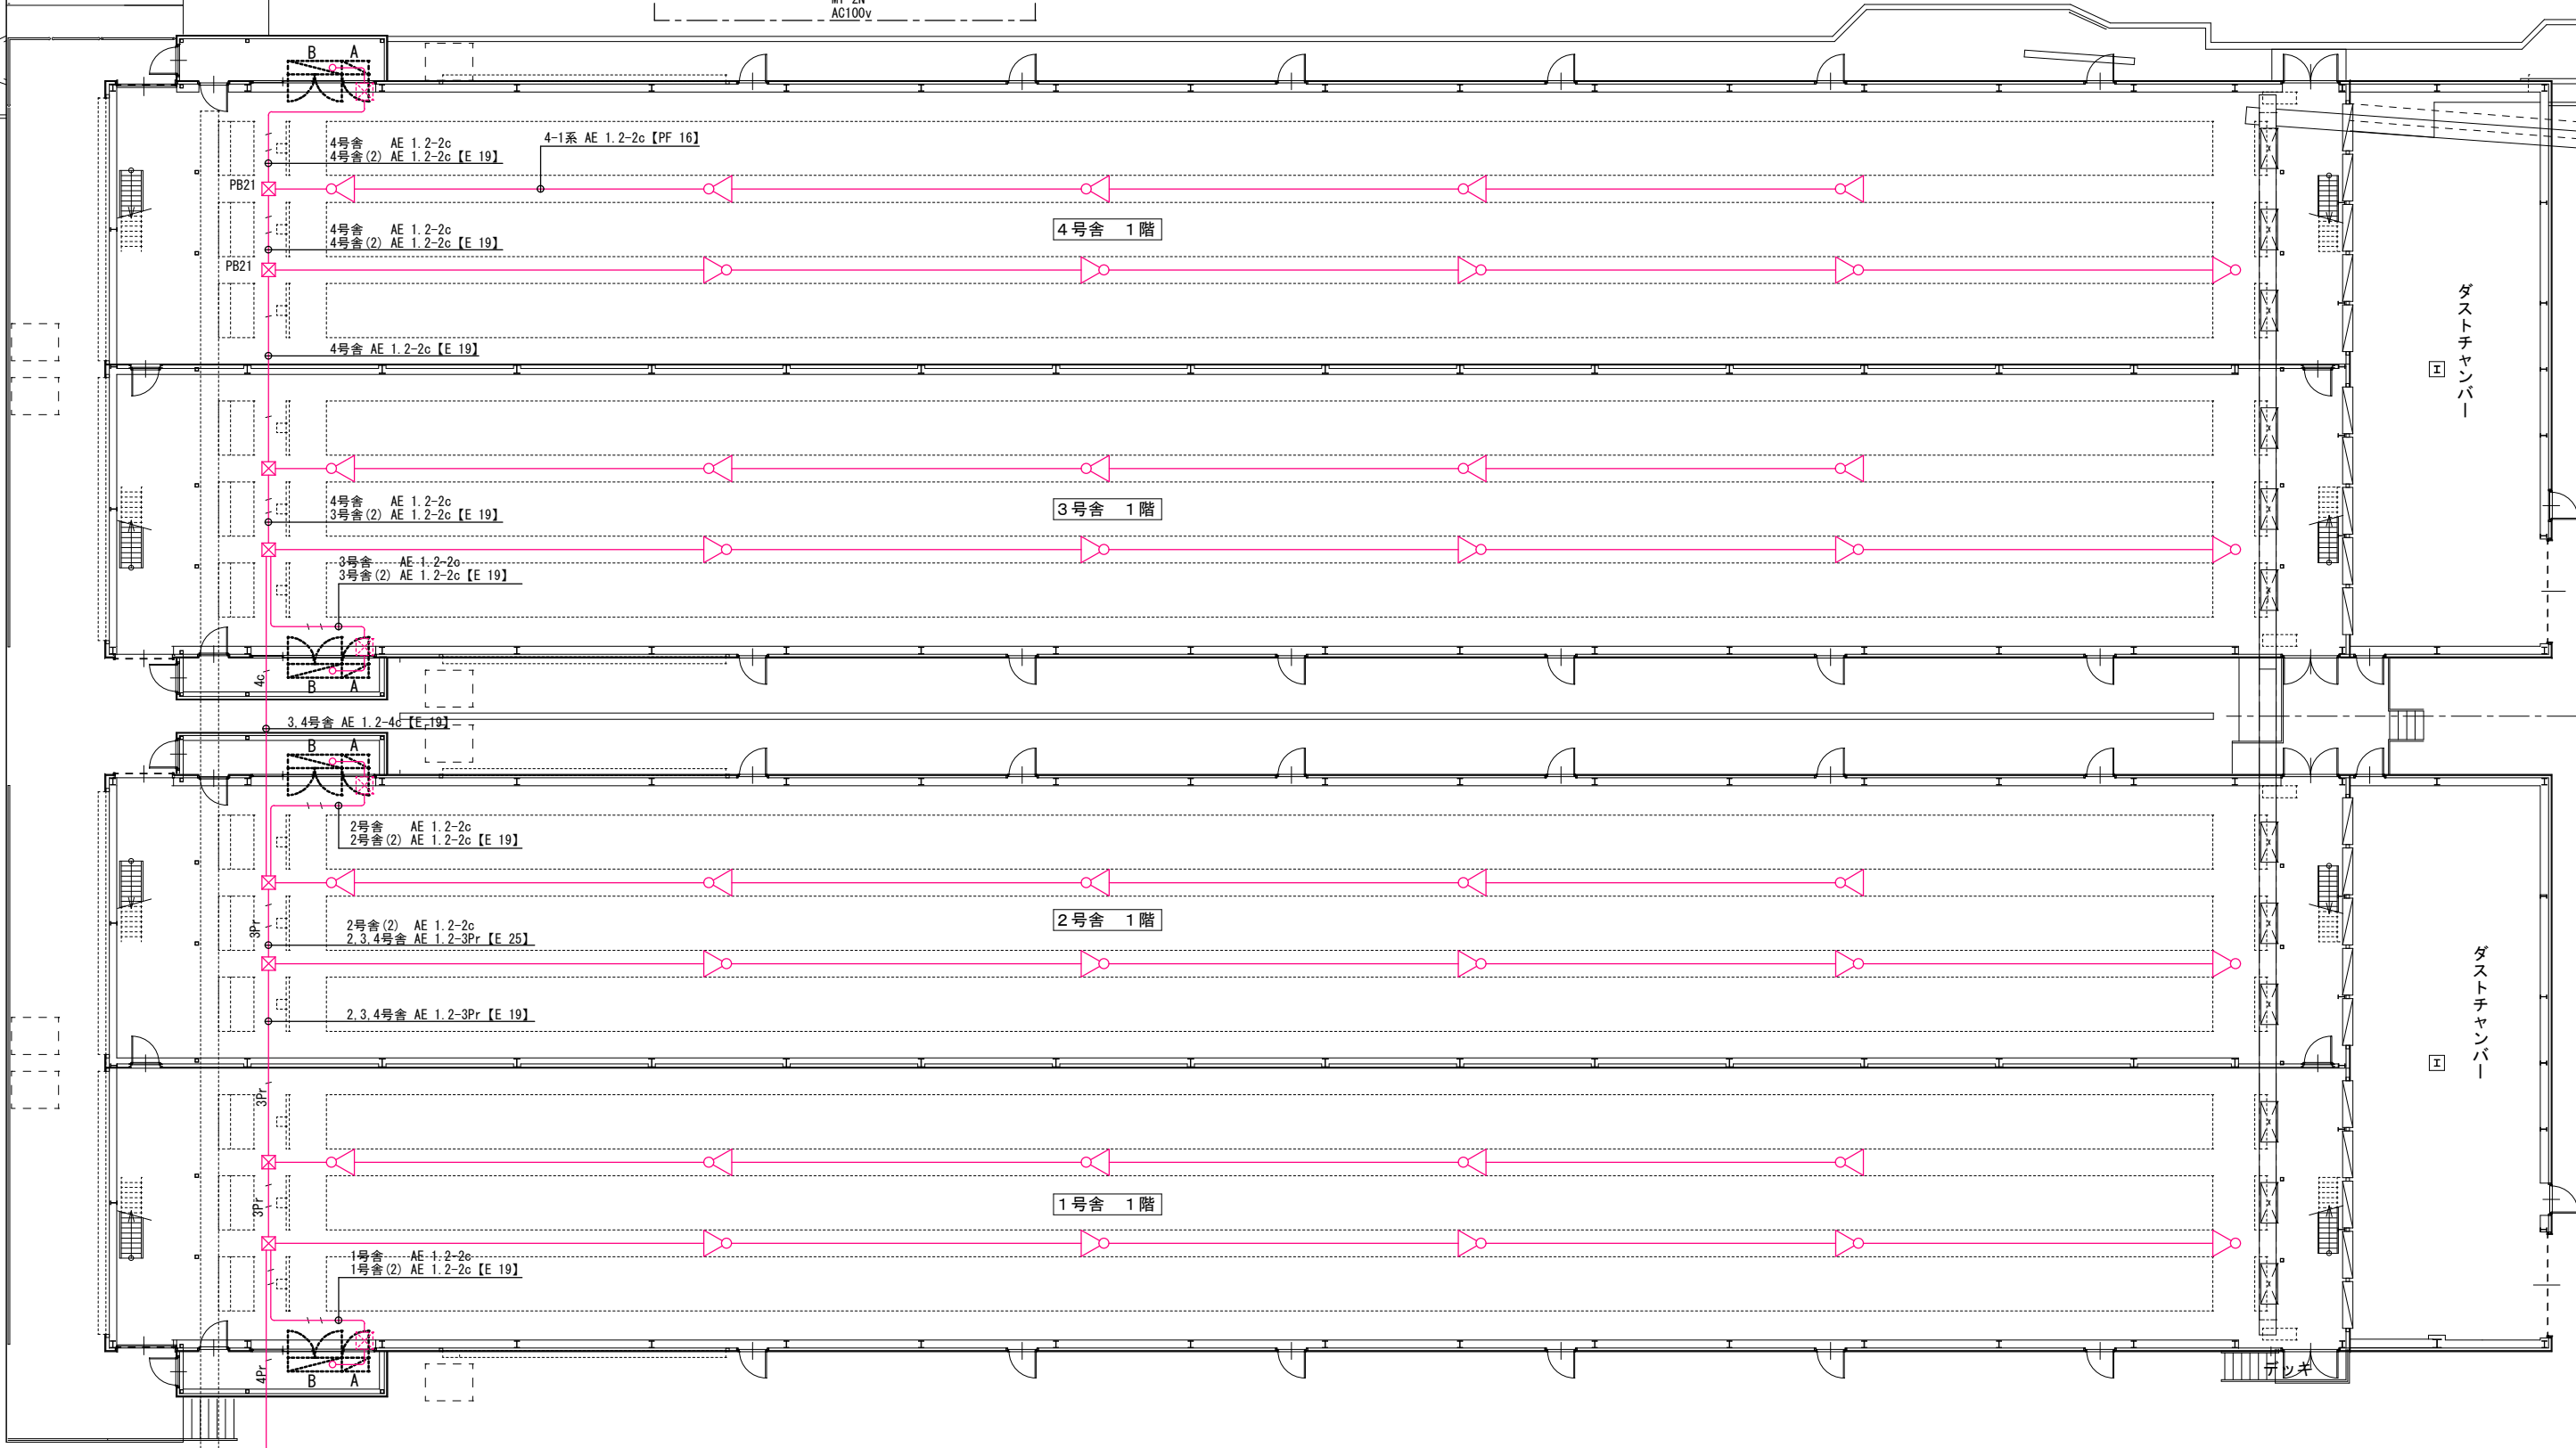 AC100v
B A
4号舎 AE 1.2-2c
4号舎(2) AE 1.2-2c【E 19】
4-1系 AE 1.2-2c【PF 16】
PB21
4号舎 AE 1.2-2c
4号舎(2) AE 1.2-2c【E 19】
4号舎 1階
PB21
ダストチャンバー
4号舎 AE 1.2-2c【E 19】
4号舎 AE 1.2-2c
3号舎(2) AE 1.2-2c【E 19】
3号舎 1階
3号舎 AE 1.2-2c
3号舎(2) AE 1.2-2c【E 19】
4c
B A
3,4号舎 AE 1.2-4c【E 19】
B A
2号舎 AE 1.2-2c
2号舎(2) AE 1.2-2c【E 19】
3Pr
2号舎(2) AE 1.2-2c
2,3,4号舎 AE 1.2-3Pr【E 25】
2号舎 1階
ダストチャンバー
2,3,4号舎 AE 1.2-3Pr【E 19】
3Pr
3Pr
1号舎 1階
1号舎 AE 1.2-2c
1号舎(2) AE 1.2-2c【E 19】
4Pr
B A
デッキ